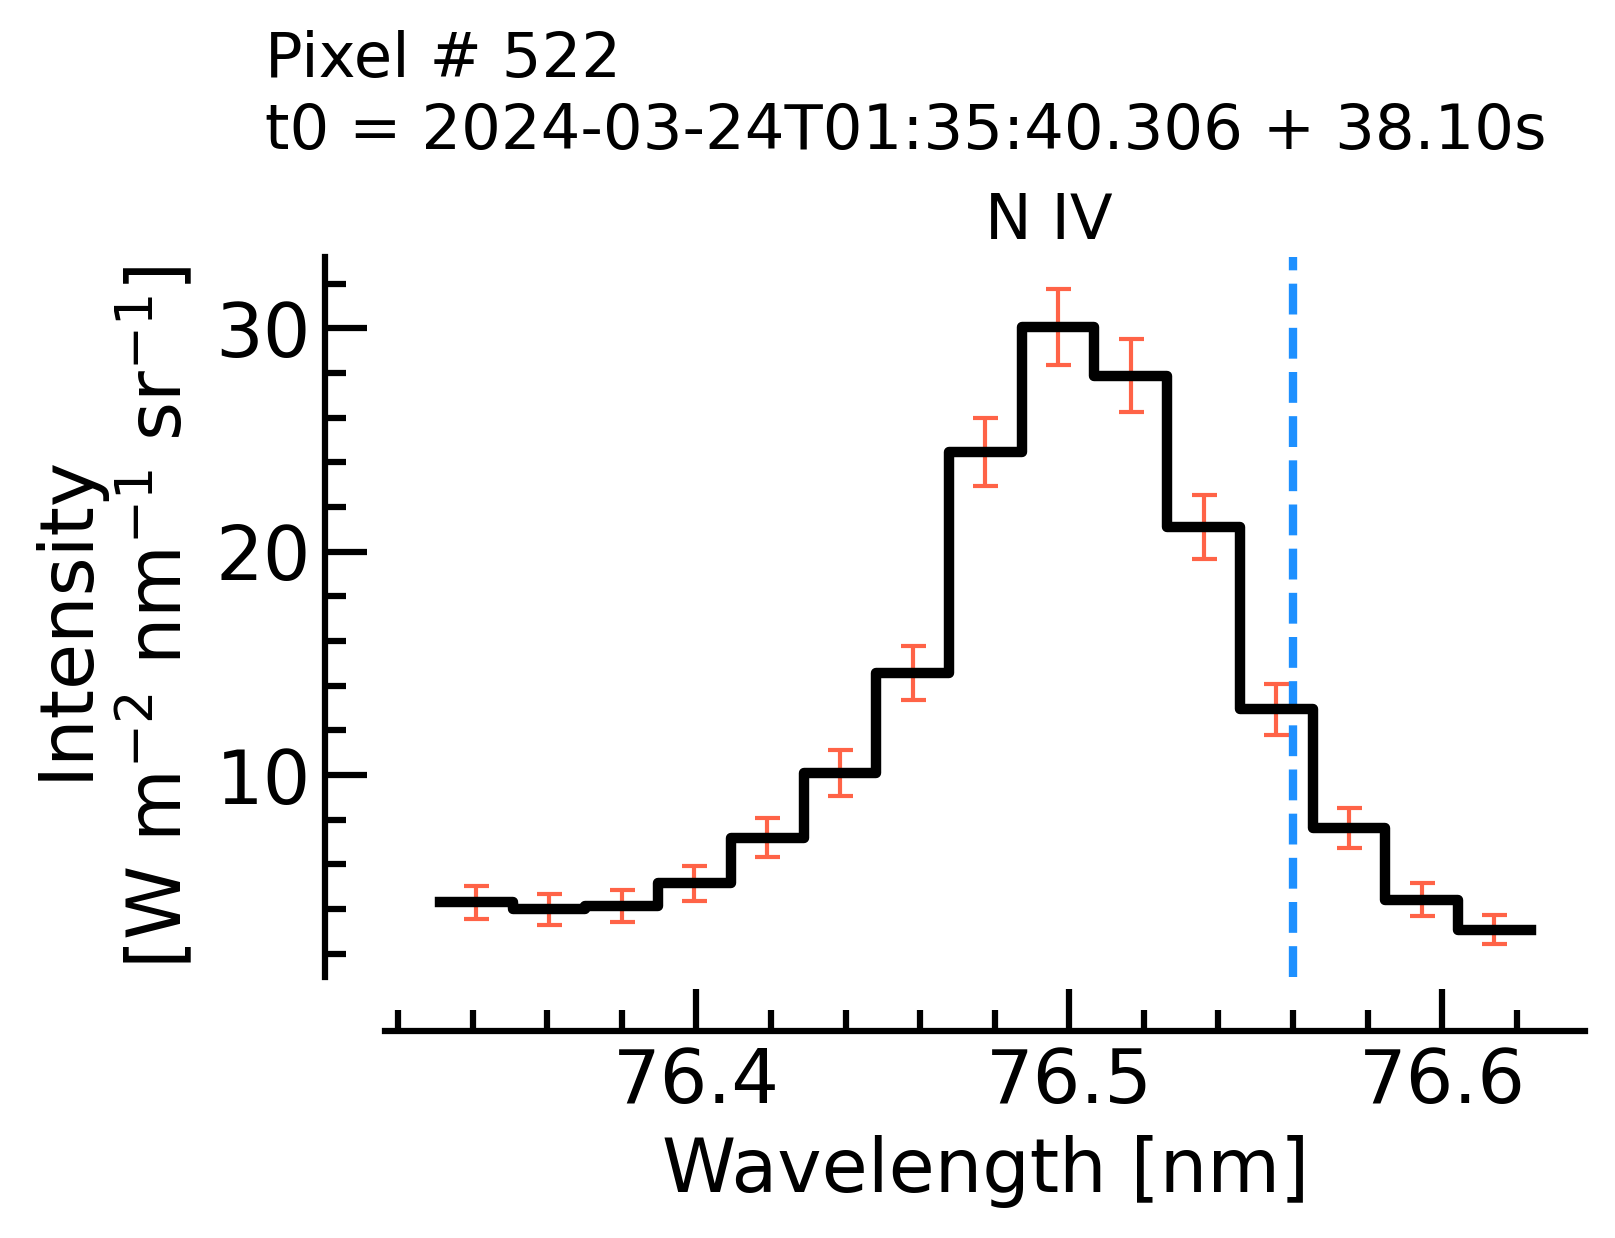 Pixel # 522
t0 = 2024-03-24T01:35:40.306 + 38.10s
N IV
Intensity
[W m⁻² nm⁻¹ sr⁻¹]
30
20
10
76.4 76.5 76.6
Wavelength [nm]